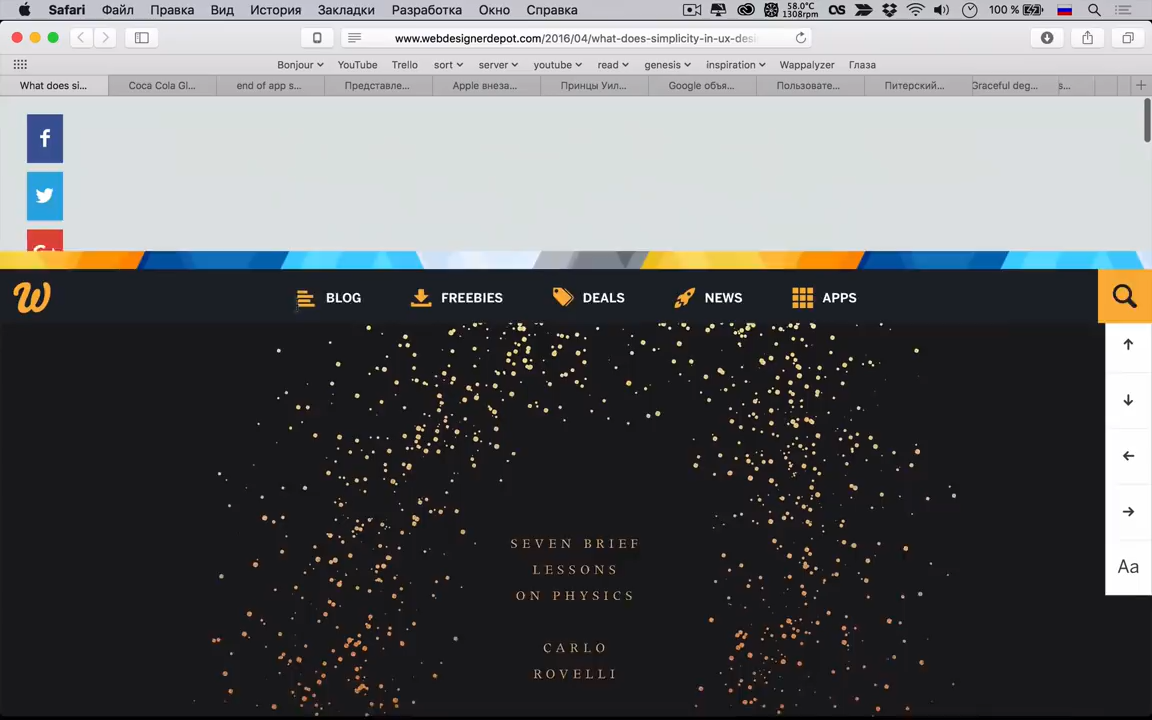 Safari Файл Правка Вид История Закладки Разработка Окно Справка 58.0°C 1308rpm 100 %
www.webdesignerdepot.com/2016/04/what-does-simplicity-in-ux-desi
Bonjour YouTube Trello sort server youtube read genesis inspiration Wappalyzer Глаза
What does si... Coca Cola Gl... end of app s... Представле... Apple внеза... Принцы Уил... Google объя... Пользовате... Питерский... Graceful deg... s...
BLOG FREEBIES DEALS NEWS APPS
SEVEN BRIEF
LESSONS
ON PHYSICS
CARLO
ROVELLI
Aa